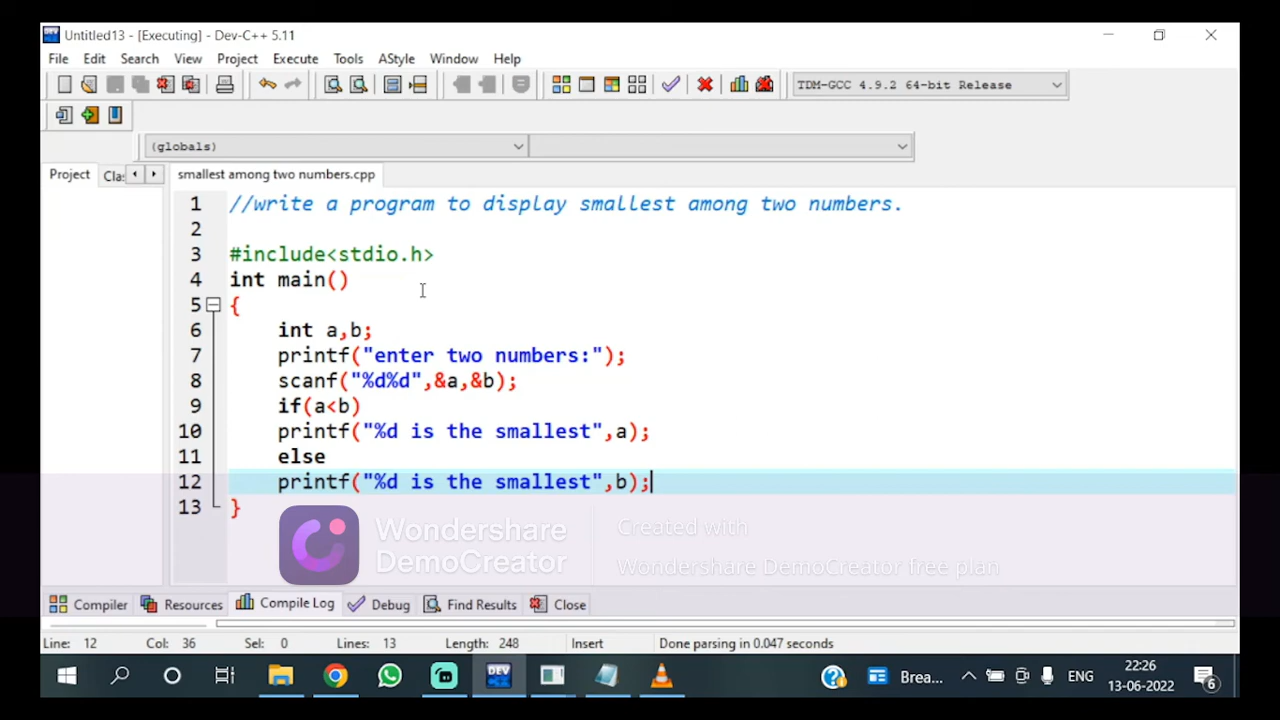 Untitled13 - [Executing] - Dev-C++ 5.11
File Edit Search View Project Execute Tools AStyle Window Help
TDM-GCC 4.9.2 64-bit Release
(globals)
Project Clas
smallest among two numbers.cpp
1 //write a program to display smallest among two numbers.
2
3 #include<stdio.h>
4 int main()
5 {
6 int a,b;
7 printf("enter two numbers:");
8 scanf("%d%d",&a,&b);
9 if(a<b)
10 printf("%d is the smallest",a);
11 else
12 printf("%d is the smallest",b);
13 }
Wondershare
DemoCreator
Created with
Wondershare DemoCreator free plan
Compiler Resources Compile Log Debug Find Results Close
Line: 12 Col: 36 Sel: 0 Lines: 13 Length: 248 Insert Done parsing in 0.047 seconds
DEV Brea... ENG 22:26
13-06-2022 6